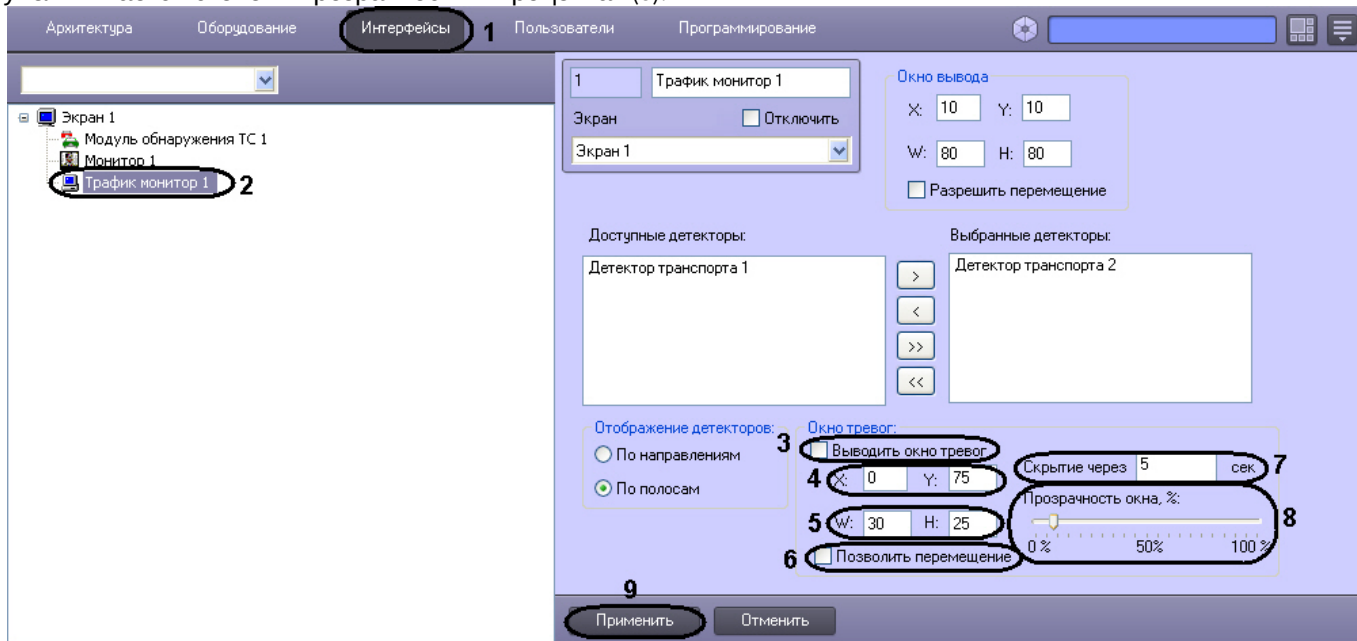 Архитектура Оборудование Интерфейсы 1 Пользователи Программирование
1 Трафик монитор 1
Экран Отключить
Экран 1
Окно вывода
X: 10 Y: 10
W: 80 H: 80
Разрешить перемещение
Экран 1
Модуль обнаружения ТС 1
Монитор 1
Трафик монитор 1 2
Доступные детекторы: Выбранные детекторы:
Детектор транспорта 1 > Детектор транспорта 2
<
>>
<<
Отображение детекторов:
По направлениям
По полосам
Окно тревог:
3 Выводить окно тревог
4 X: 0 Y: 75
5 W: 30 H: 25
6 Позволить перемещение
Скрытие через 5 сек 7
Прозрачность окна, %:
8
0 % 50% 100 %
9
Применить Отменить